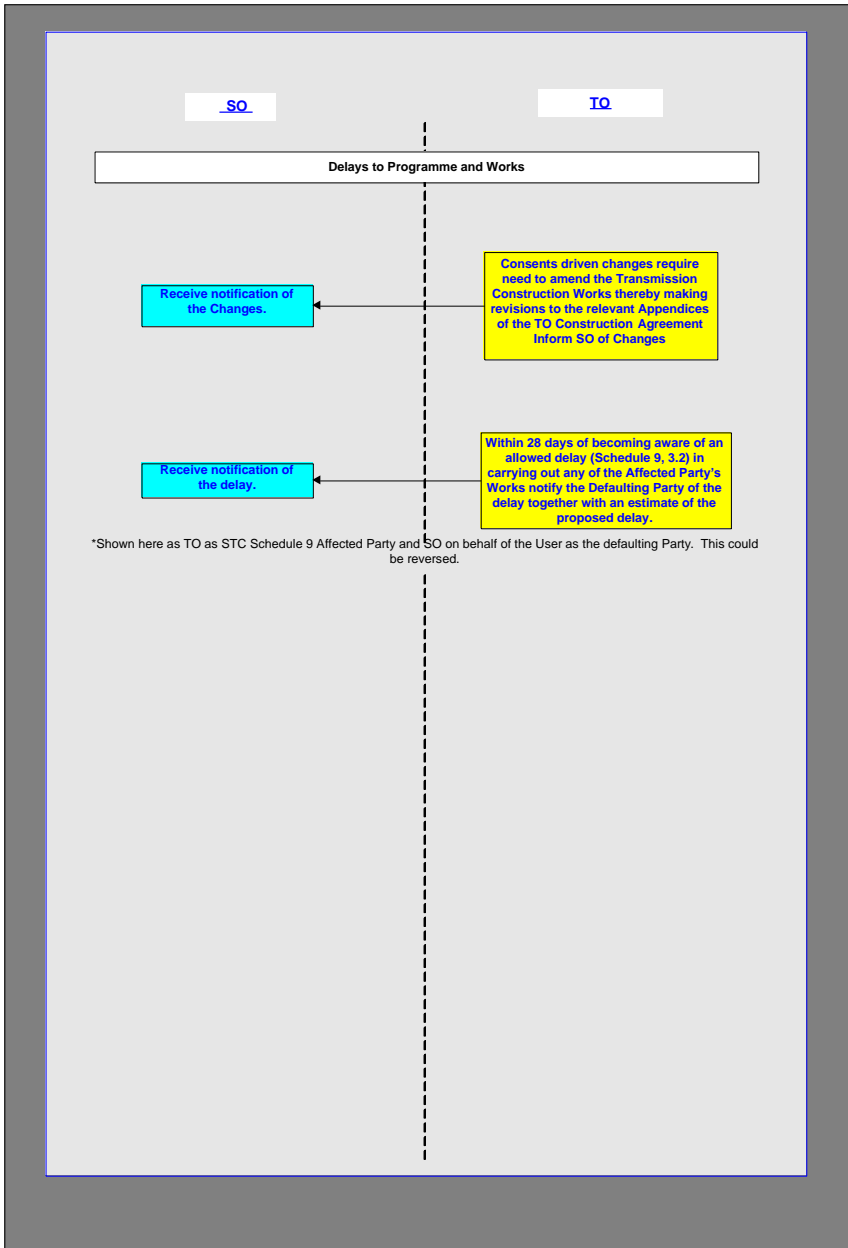 SO
TO
Delays to Programme and Works
Consents driven changes require
need to amend the Transmission
Construction Works thereby making
revisions to the relevant Appendices
of the TO Construction Agreement
Inform SO of Changes
Receive notification of
the Changes.
Within 28 days of becoming aware of an
allowed delay (Schedule 9, 3.2) in
carrying out any of the Affected Party's
Works notify the Defaulting Party of the
delay together with an estimate of the
proposed delay.
Receive notification of
the delay.
*Shown here as TO as STC Schedule 9 Affected Party and SO on behalf of the User as the defaulting Party. This could
be reversed.